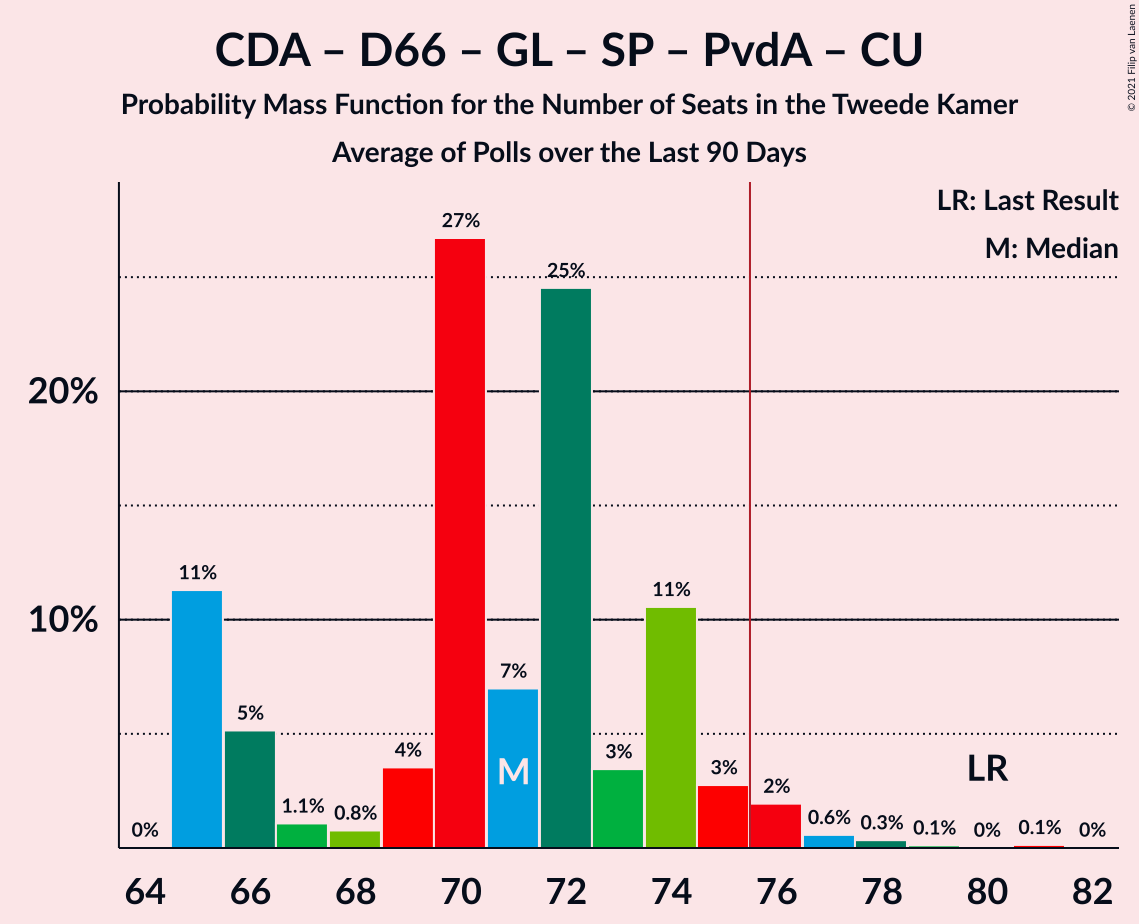 CDA – D66 – GL – SP – PvdA – CU
Probability Mass Function for the Number of Seats in the Tweede Kamer
Average of Polls over the Last 90 Days
© 2021 Filip van Laenen
LR: Last Result
M: Median
27%
25%
20%
11%
11%
10%
7%
5%
4%
3%
3%
2%
M
LR
1.1%
0.8%
0.6%
0.3%
0.1%
0%
0.1%
0%
0%
64 66 68 70 72 74 76 78 80 82